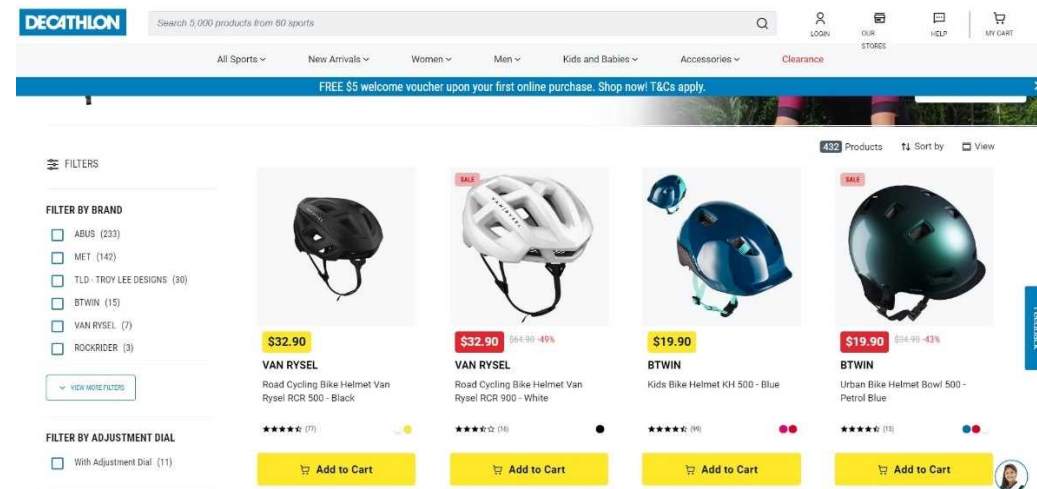 DECATHLON
Search 5,000 products from 60 sports
LOGIN
OUR STORES
HELP
MY CART
All Sports
New Arrivals
Women
Men
Kids and Babies
Accessories
Clearance
FREE $5 welcome voucher upon your first online purchase. Shop now! T&Cs apply.
432 Products
Sort by
View
FILTERS
FILTER BY BRAND
ABUS (233)
MET (142)
TLD - TROY LEE DESIGNS (30)
BTWIN (15)
VAN RYSEL (7)
ROCKRIDER (3)
VIEW MORE FILTERS
FILTER BY ADJUSTMENT DIAL
With Adjustment Dial (11)
$32.90
VAN RYSEL
Road Cycling Bike Helmet Van
Rysel RCR 500 - Black
(77)
Add to Cart
SALE
VANRYSEL
$32.90 $64.90 -49%
VAN RYSEL
Road Cycling Bike Helmet Van
Rysel RCR 900 - White
(16)
Add to Cart
$19.90
BTWIN
Kids Bike Helmet KH 500 - Blue
(99)
Add to Cart
SALE
$19.90 $34.90 -43%
BTWIN
Urban Bike Helmet Bowl 500 -
Petrol Blue
(15)
Add to Cart